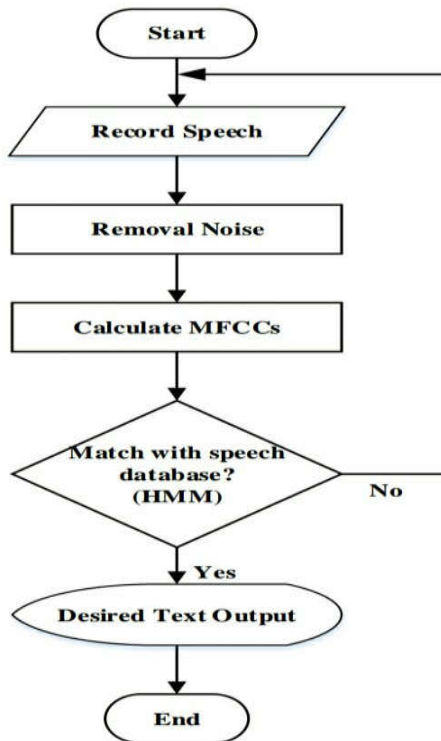 Start
Record Speech
Removal Noise
Calculate MFCCs
Match with speech
database?
(HMM)
No
Yes
Desired Text Output
End